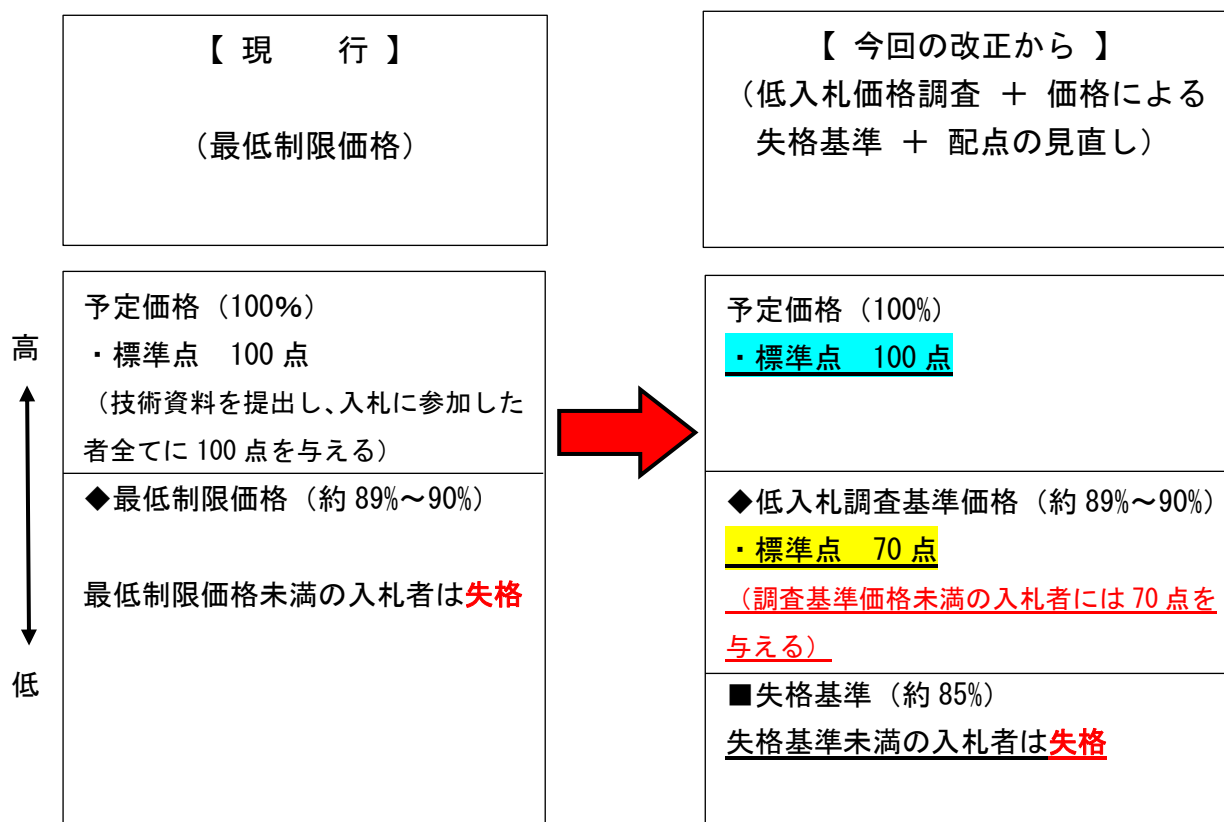 【 現　　行 】
（最低制限価格）
【 今回の改正から 】
（低入札価格調査 ＋ 価格による
失格基準 ＋ 配点の見直し）
高
低
予定価格（100%）
・標準点　100 点
（技術資料を提出し、入札に参加した
者全てに 100 点を与える）
◆最低制限価格（約 89%～90%）
最低制限価格未満の入札者は失格
予定価格（100%）
・標準点　100 点
◆低入札調査基準価格（約 89%～90%）
・標準点　70 点
（調査基準価格未満の入札者には 70 点を
与える）
■失格基準（約 85%）
失格基準未満の入札者は失格